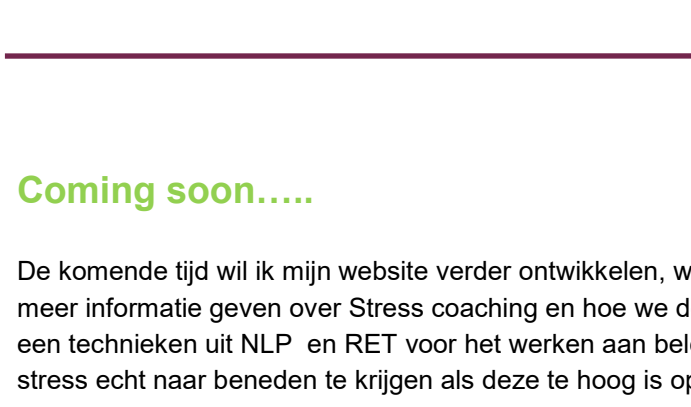 Coming soon…..
De komende tijd wil ik mijn website verder ontwikkelen,
meer informatie geven over Stress coaching en hoe we
een technieken uit NLP  en RET voor het werken aan
stress echt naar beneden te krijgen als deze te hoog is